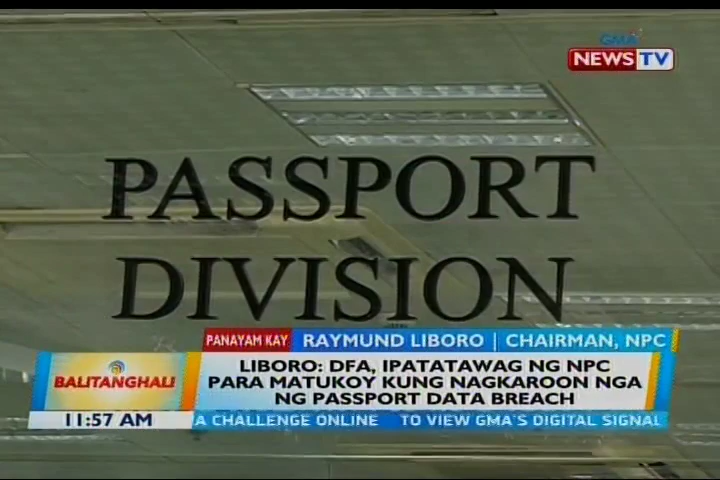 GMA
NEWS TV
PASSPORT
DIVISION
PANAYAM KAY RAYMUND LIBORO | CHAIRMAN, NPC
BALITANGHALI
LIBORO: DFA, IPATATAWAG NG NPC
PARA MATUKOY KUNG NAGKAROON NGA
NG PASSPORT DATA BREACH
11:57 AM A CHALLENGE ONLINE TO VIEW GMA'S DIGITAL SIGNAL